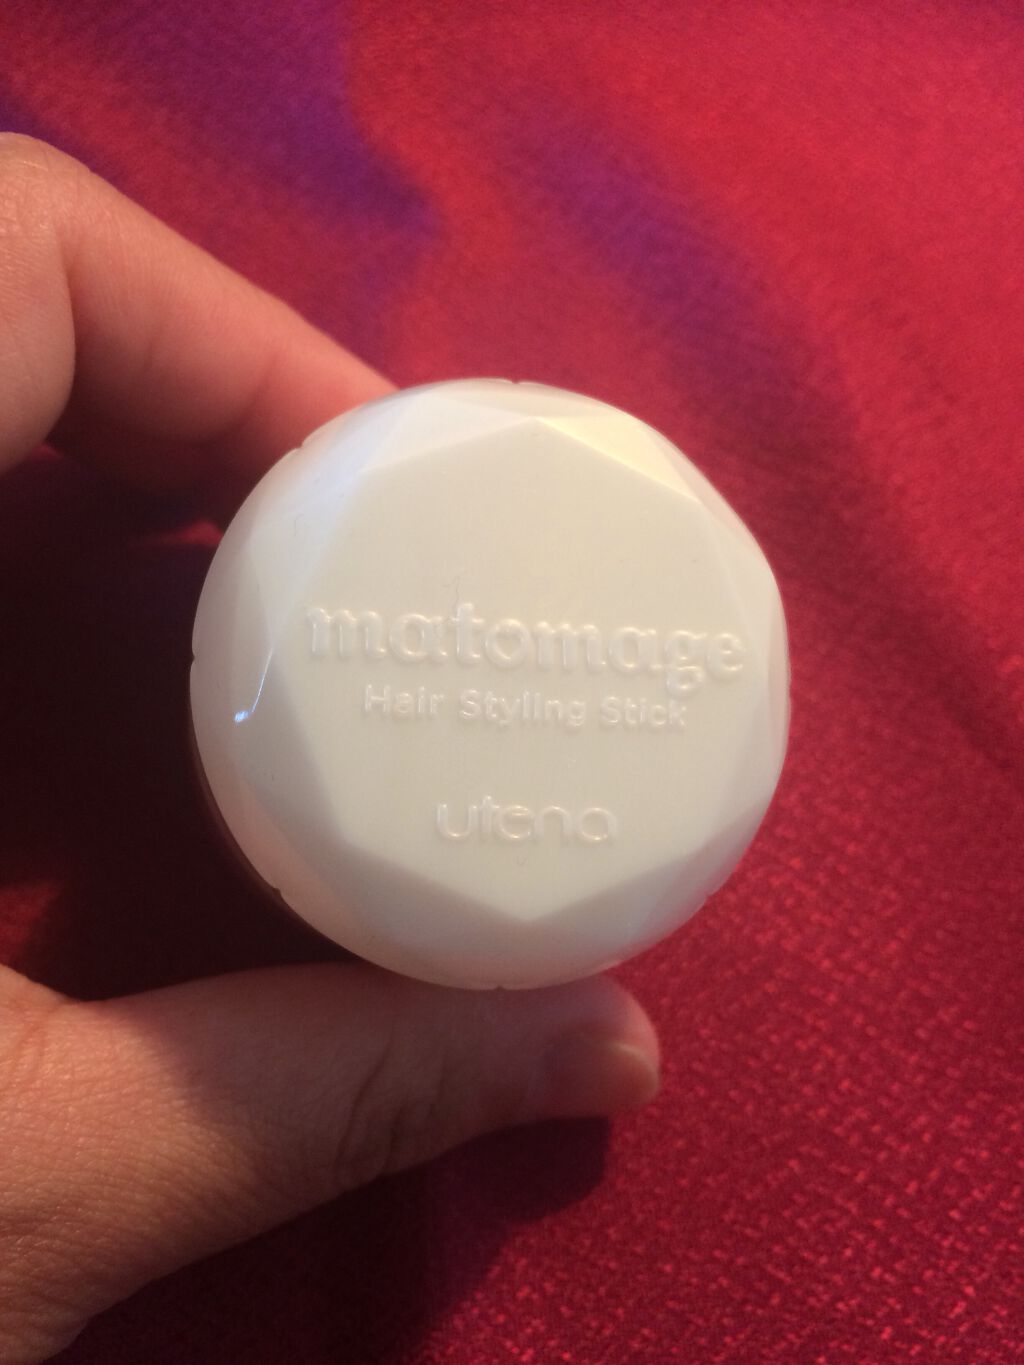 matomage
Hair Styling Stick
utena